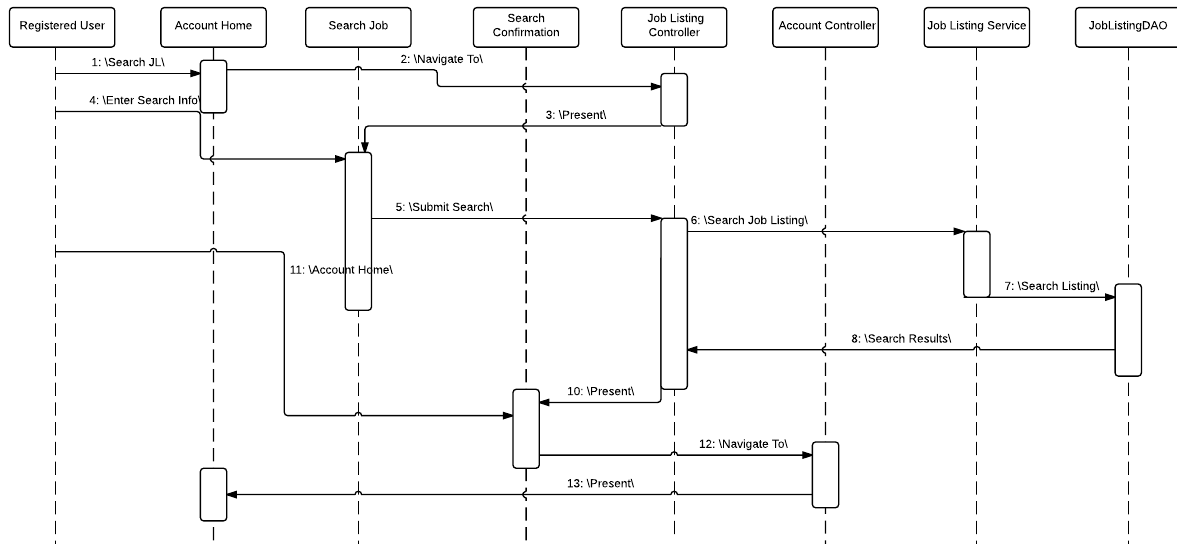 Registered User
Account Home
Search Job
Search
Confirmation
Job Listing
Controller
Account Controller
Job Listing Service
JobListingDAO
1: \Search JL\
2: \Navigate To\
4: \Enter Search Info\
3: \Present\
5: \Submit Search\
6: \Search Job Listing\
11: \Account Home\
7: \Search Listing\
8: \Search Results\
10: \Present\
12: \Navigate To\
13: \Present\